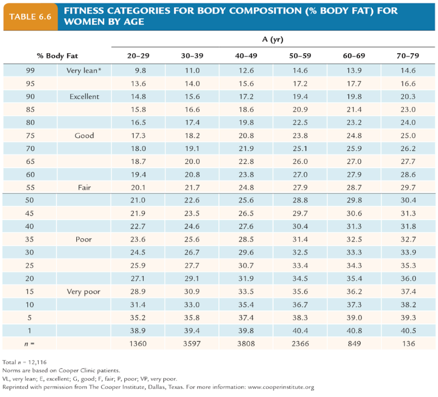 TABLE 6.6
FITNESS CATEGORIES FOR BODY COMPOSITION (% BODY FAT) FOR
WOMEN BY AGE
A (yr)
% Body Fat 20–29 30–39 40–49 50–59 60–69 70–79
99 Very lean* 9.8 11.0 12.6 14.6 13.9 14.6
95 13.6 14.0 15.6 17.2 17.7 16.6
90 Excellent 14.8 15.6 17.2 19.4 19.8 20.3
85 15.8 16.6 18.6 20.9 21.4 23.0
80 16.5 17.4 19.8 22.5 23.2 24.0
75 Good 17.3 18.2 20.8 23.8 24.8 25.0
70 18.0 19.1 21.9 25.1 25.9 26.2
65 18.7 20.0 22.8 26.0 27.0 27.7
60 19.4 20.8 23.8 27.0 27.9 28.6
55 Fair 20.1 21.7 24.8 27.9 28.7 29.7
50 21.0 22.6 25.6 28.8 29.8 30.4
45 21.9 23.5 26.5 29.7 30.6 31.3
40 22.7 24.6 27.6 30.4 31.3 31.8
35 Poor 23.6 25.6 28.5 31.4 32.5 32.7
30 24.5 26.7 29.6 32.5 33.3 33.9
25 25.9 27.7 30.7 33.4 34.3 35.3
20 27.1 29.1 31.9 34.5 35.4 36.0
15 Very poor 28.9 30.9 33.5 35.6 36.2 37.4
10 31.4 33.0 35.4 36.7 37.3 38.2
5 35.2 35.8 37.4 38.3 39.0 39.3
1 38.9 39.4 39.8 40.4 40.8 40.5
n = 1360 3597 3808 2366 849 136
Total n = 12,116
Norms are based on Cooper Clinic patients.
VL, very lean; E, excellent; G, good; F, fair; P, poor; VP, very poor.
Reprinted with permission from The Cooper Institute, Dallas, Texas. For more information: www.cooperinstitute.org